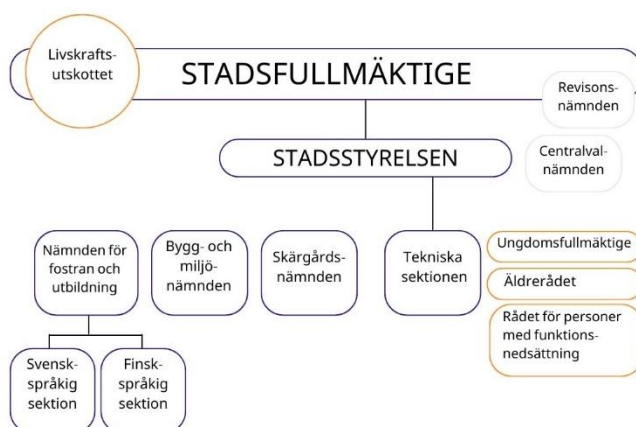 Livskrafts-
utskottet
STADSFULLMÄKTIGE
Revisons-
nämnden
STADSSTYRELSEN
Centralval-
nämnden
Nämnden för
fostran och
utbildning
Bygg- och
miljö-
nämnden
Skärgårds-
nämnden
Tekniska
sektionen
Ungdomsfullmäktige
Äldrerådet
Rådet för personer
med funktions-
nedsättning
Svensk-
språkig
sektion
Finsk-
språkig
sektion